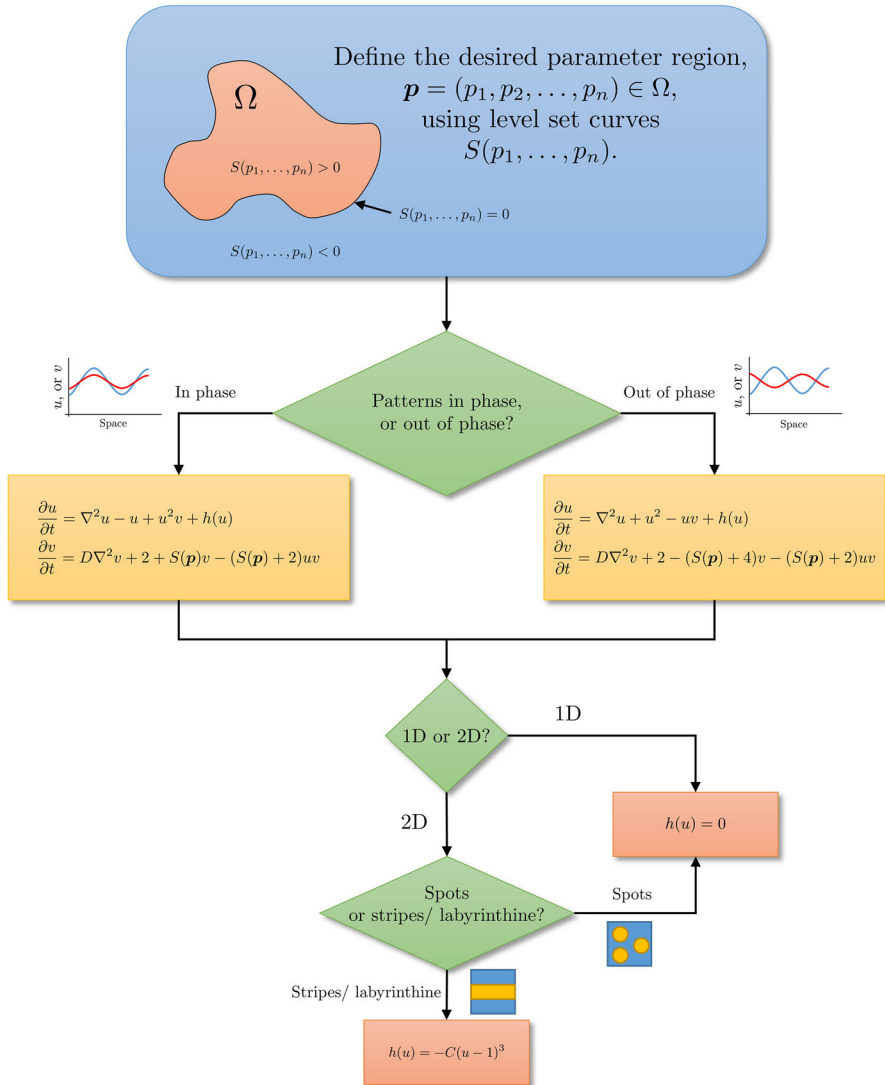 Define the desired parameter region,
p = (p₁, p₂, . . . , pₙ) ∈ Ω,
using level set curves
S(p₁, . . . , pₙ).
Ω
S(p₁, . . . , pₙ) > 0
S(p₁, . . . , pₙ) = 0
S(p₁, . . . , pₙ) < 0
u, or v
Space
In phase
Patterns in phase,
or out of phase?
Out of phase
u, or v
Space
∂u/∂t = ∇²u − u + u²v + h(u)
∂v/∂t = D∇²v + 2 + S(p)v − (S(p) + 2)uv
∂u/∂t = ∇²u + u² − uv + h(u)
∂v/∂t = D∇²v + 2 − (S(p) + 4)v − (S(p) + 2)uv
1D or 2D?
1D
2D
h(u) = 0
Spots
or stripes/ labyrinthine?
Spots
Stripes/ labyrinthine
h(u) = −C(u − 1)³